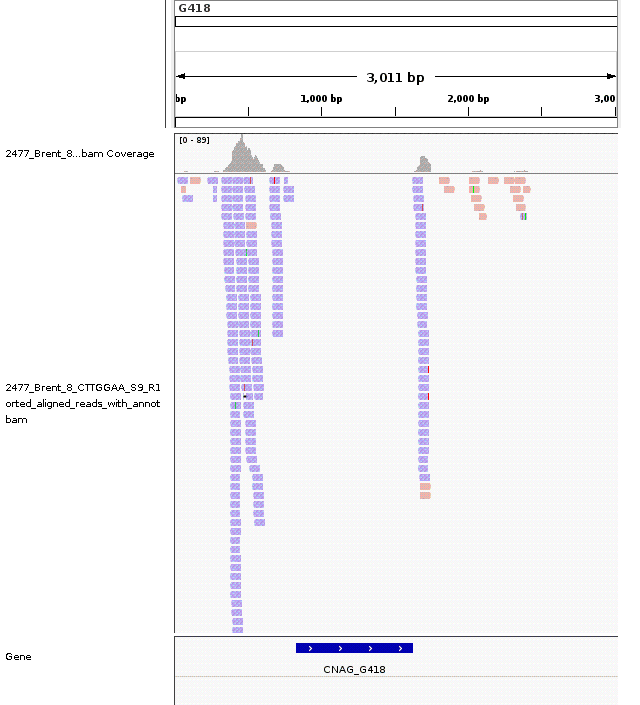 G418
3,011 bp
bp
1,000 bp
2,000 bp
3,00
[0 - 89]
2477_Brent_8...bam Coverage
2477_Brent_8_CTTGGAA_S9_R1
orted_aligned_reads_with_annot
bam
Gene
CNAG_G418